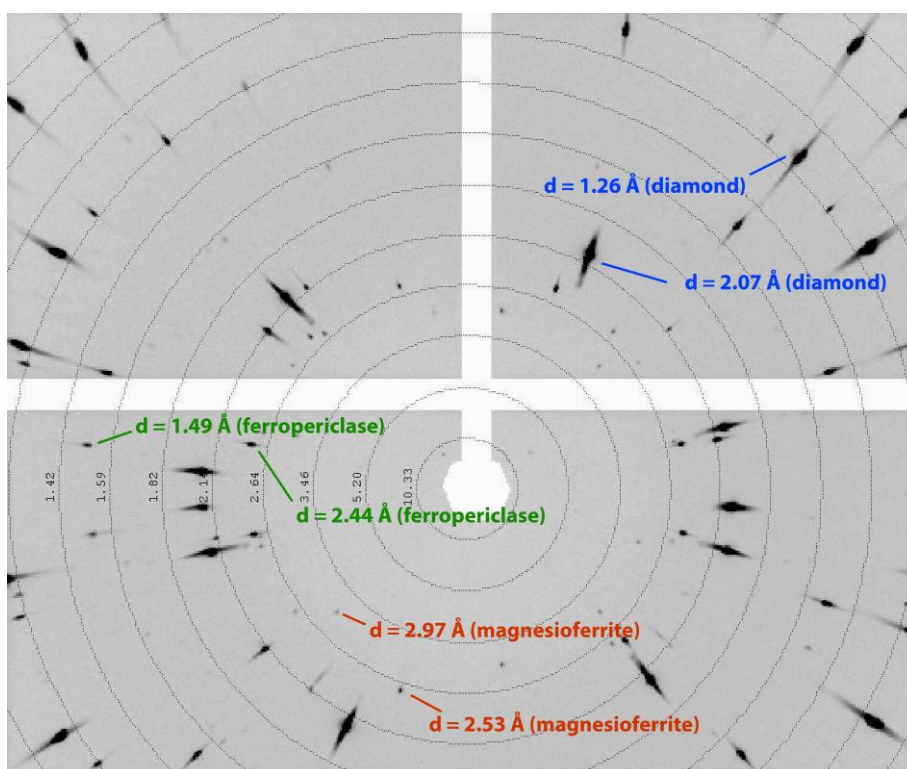 d = 1.26 Å (diamond)
d = 2.07 Å (diamond)
d = 1.49 Å (ferropericlase)
d = 2.44 Å (ferropericlase)
1.42
1.59
1.82
2.64
3.46
5.20
10.33
d = 2.97 Å (magnesioferrite)
d = 2.53 Å (magnesioferrite)